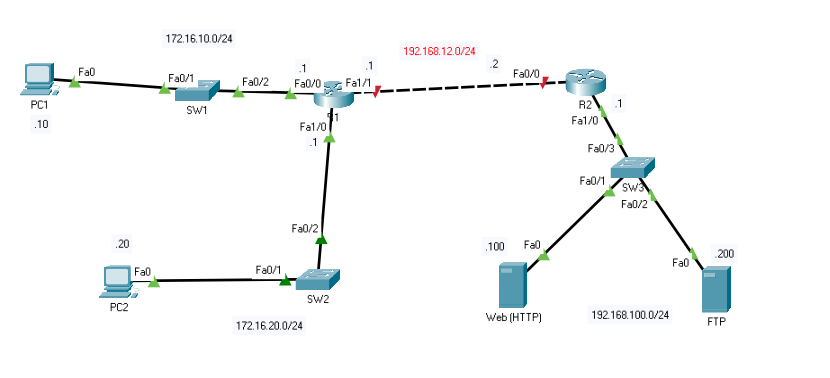 172.16.10.0/24
192.168.12.0/24
Fa0
Fa0/1
Fa0/2
.1
Fa0/0
.1
Fa1/1
.2
Fa0/0
PC1
SW1
R2
.10
Fa1/0
.1
.1
Fa1/0
Fa0/3
Fa0/1
SW3
Fa0/2
Fa0/2
.20
.100
Fa0
.200
Fa0
Fa0/1
Fa0
PC2
SW2
Web (HTTP)
192.168.100.0/24
FTP
172.16.20.0/24